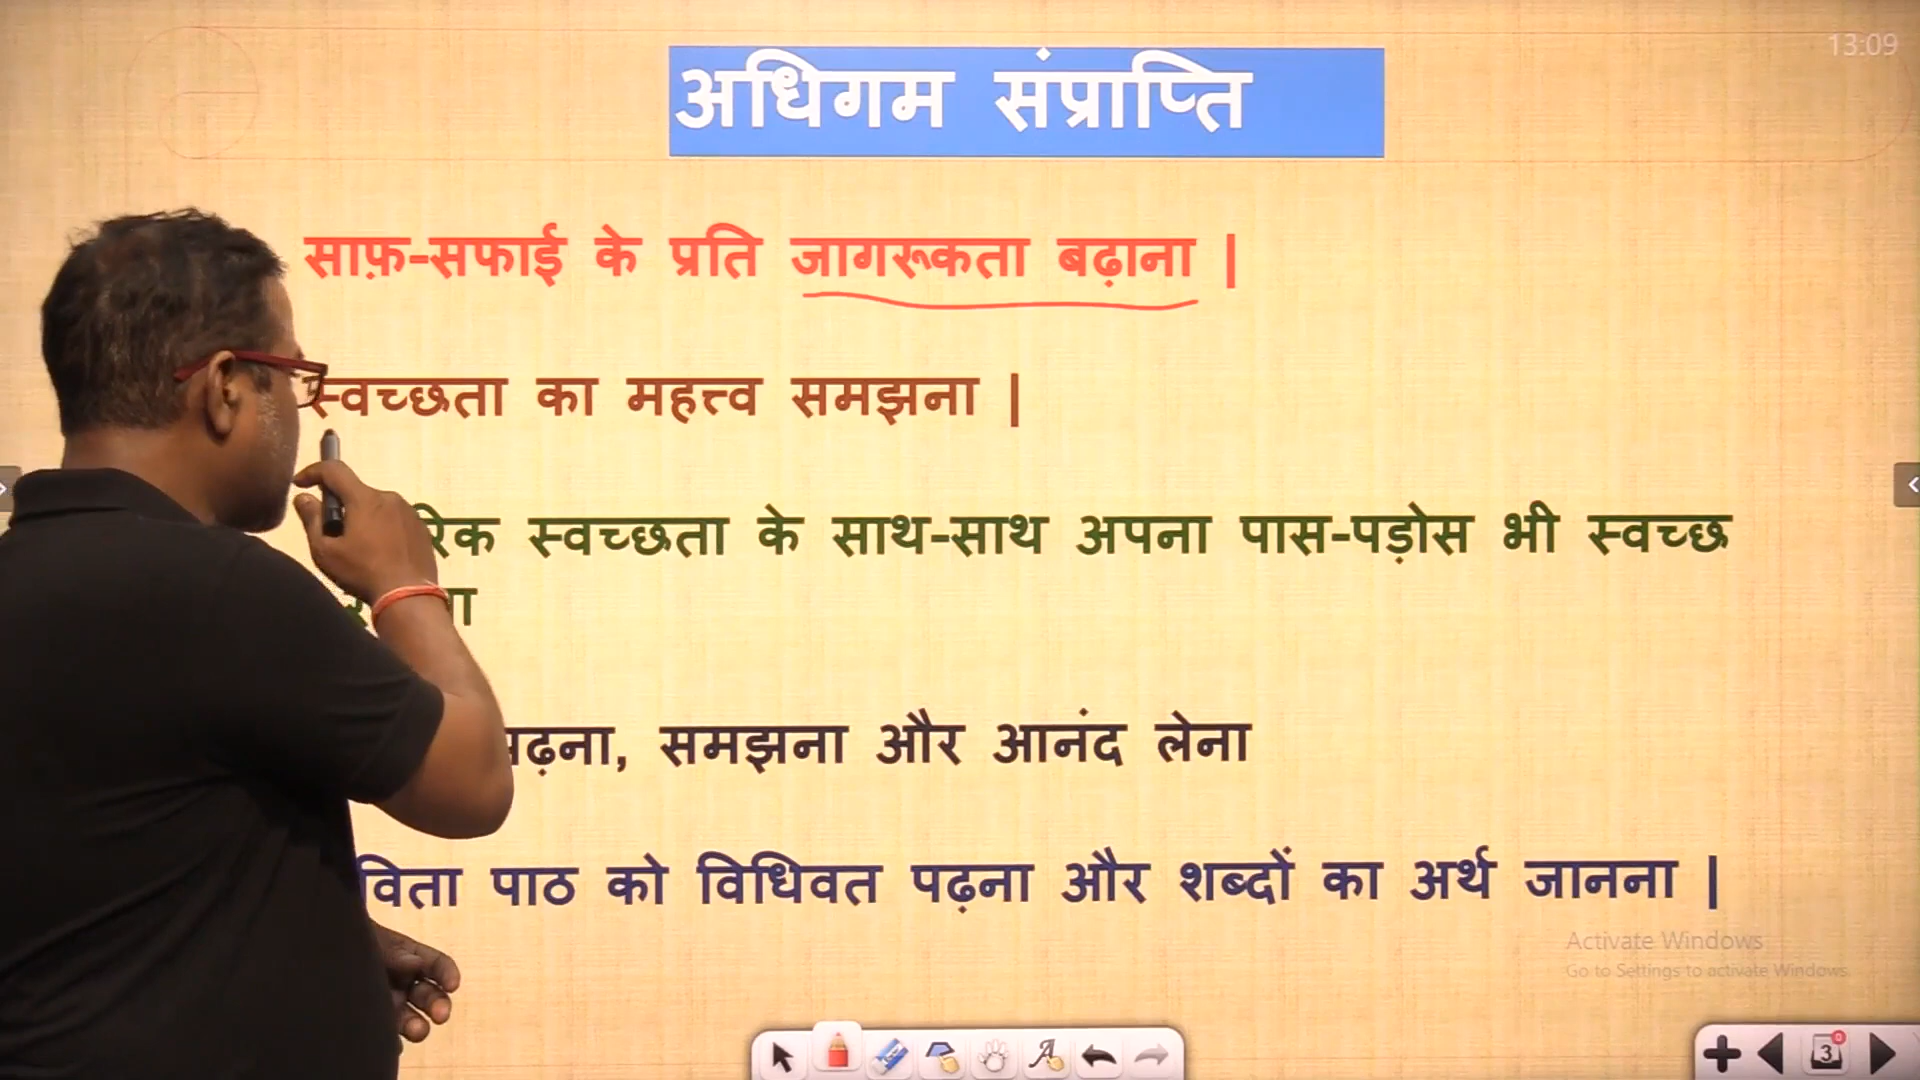 13:09
अधिगम संप्राप्ति
साफ़-सफाई के प्रति जागरूकता बढ़ाना |
स्वच्छता का महत्त्व समझना |
स्वच्छता के साथ-साथ अपना पास-पड़ोस भी स्वच्छ
समझना और आनंद लेना
पाठ को विधिवत पढ़ना और शब्दों का अर्थ जानना |
Activate Windows
Go to Settings to activate Windows.
3
0